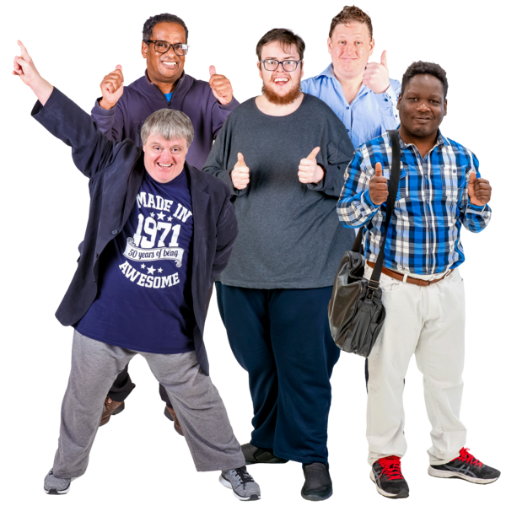 MADE IN
1971
50 years of being
AWESOME